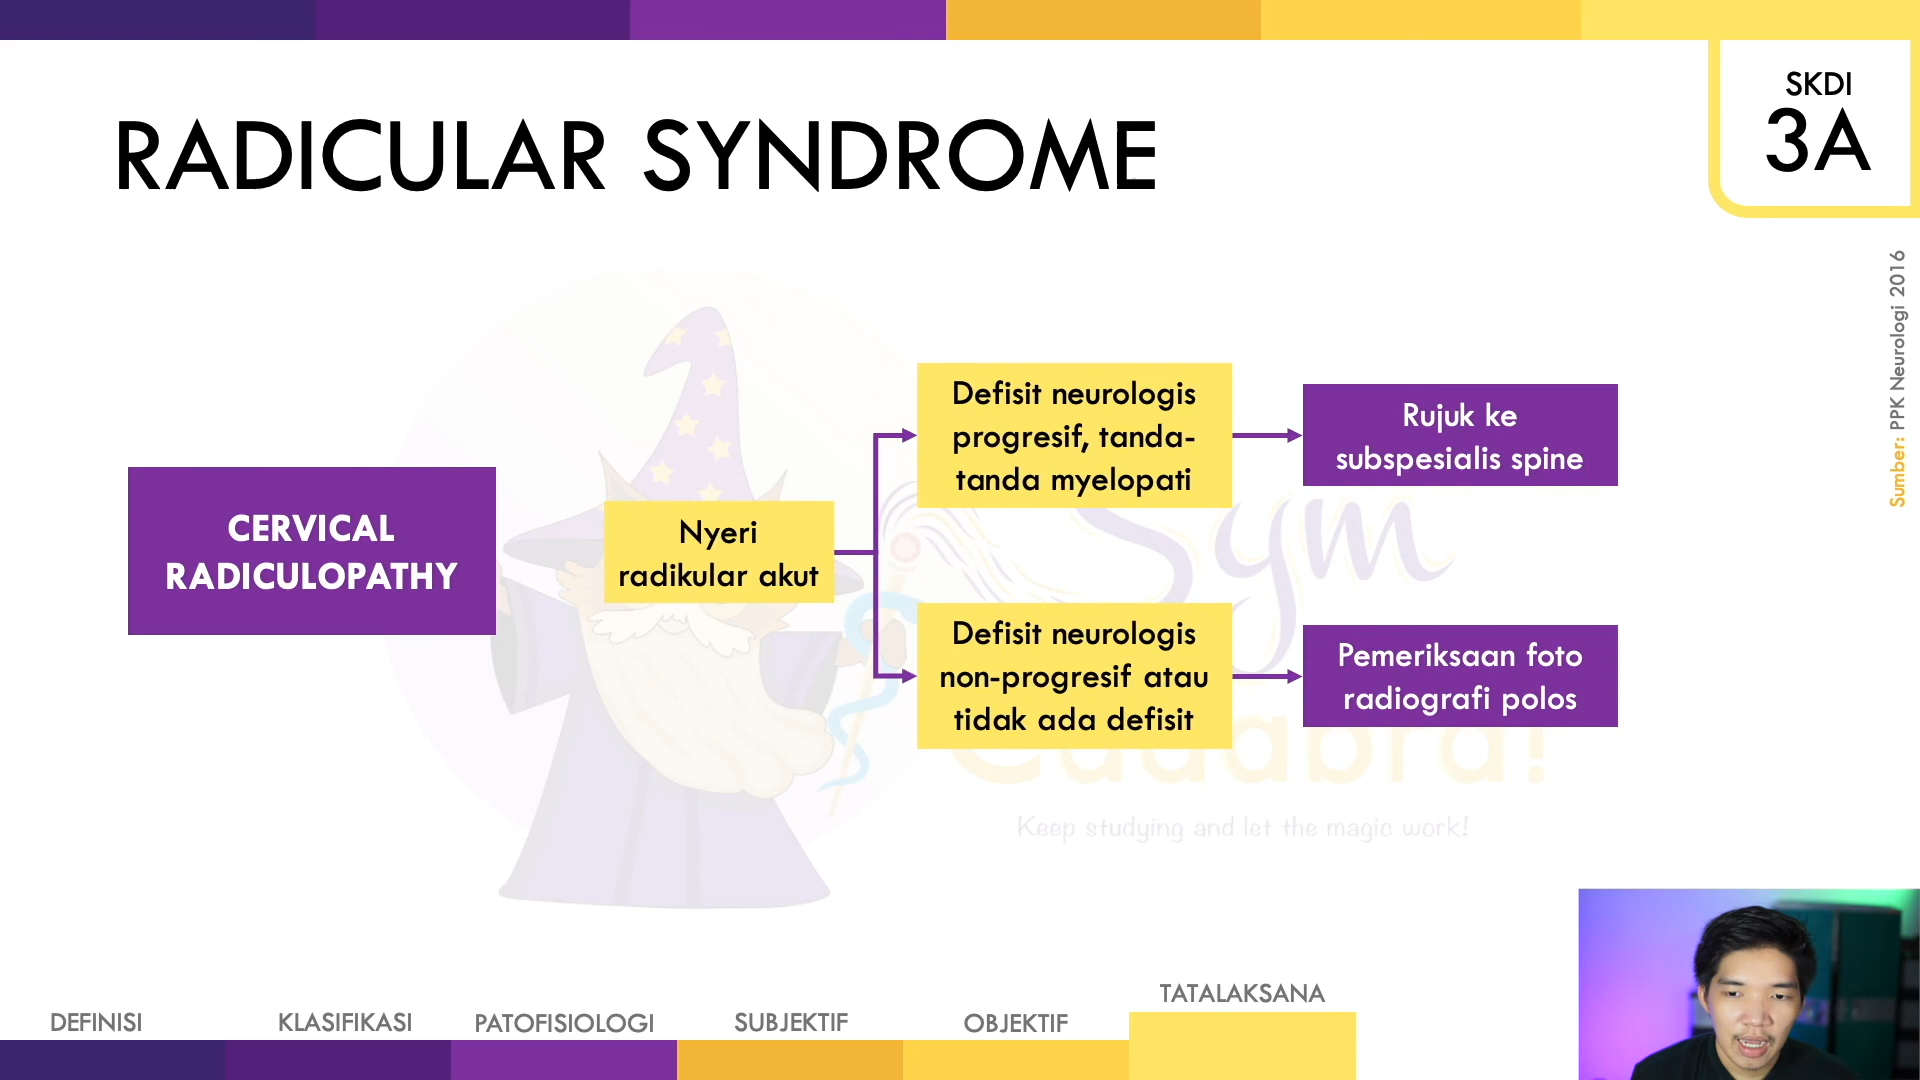 SKDI
3A
RADICULAR SYNDROME
Sumber: PPK Neurologi 2016
CERVICAL
RADICULOPATHY
Nyeri
radikular akut
Defisit neurologis
progresif, tanda-
tanda myelopati
Rujuk ke
subspesialis spine
Defisit neurologis
non-progresif atau
tidak ada defisit
Pemeriksaan foto
radiografi polos
Sym
Cadabra!
Keep studying and let the magic work!
DEFINISI
KLASIFIKASI
PATOFISIOLOGI
SUBJEKTIF
OBJEKTIF
TATALAKSANA